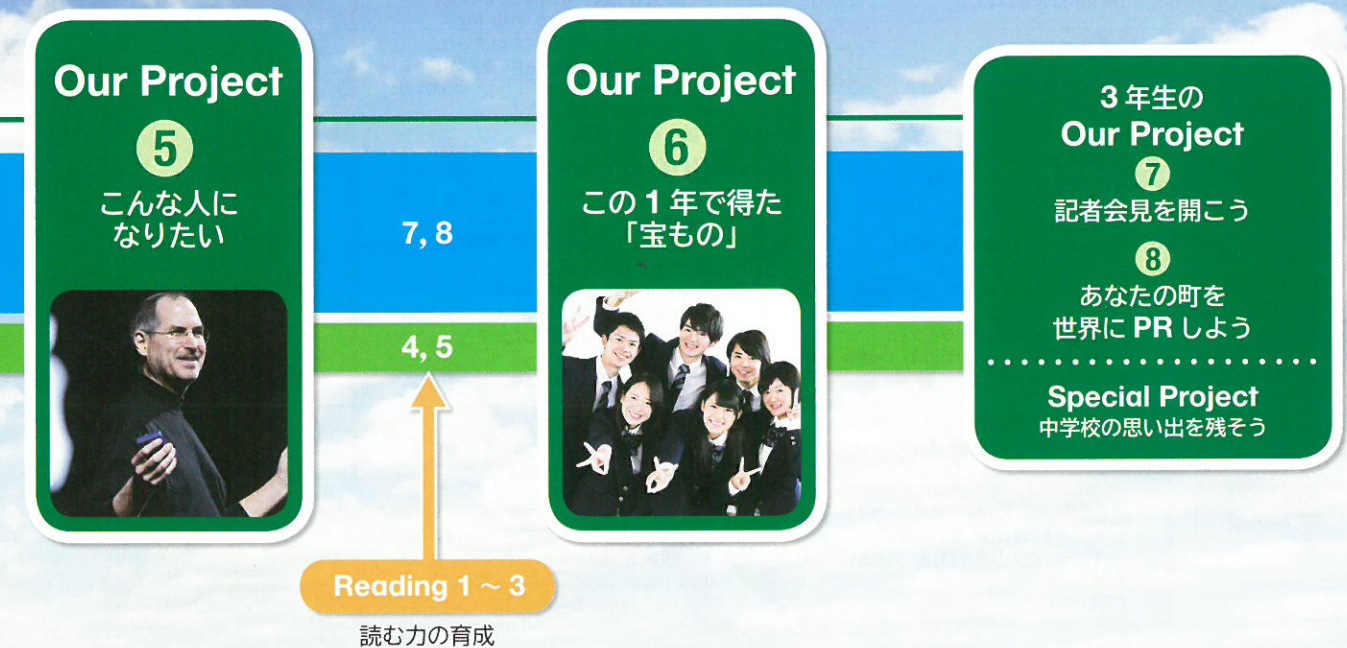 Our Project
5
こんな人に
なりたい
7, 8
4, 5
Reading 1 ~ 3
読む力の育成
Our Project
6
この 1 年で得た
「宝もの」
3 年生の
Our Project
7
記者会見を開こう
8
あなたの町を
世界に PR しよう
Special Project
中学校の思い出を残そう